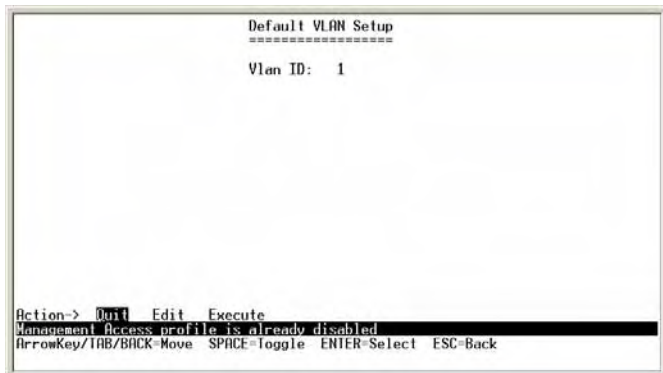 Default VLAN Setup
==================
Vlan ID: 1
Action-> Quit Edit Execute
Management Access profile is already disabled
ArrowKey/TAB/BACK=Move SPACE=Toggle ENTER=Select ESC=Back